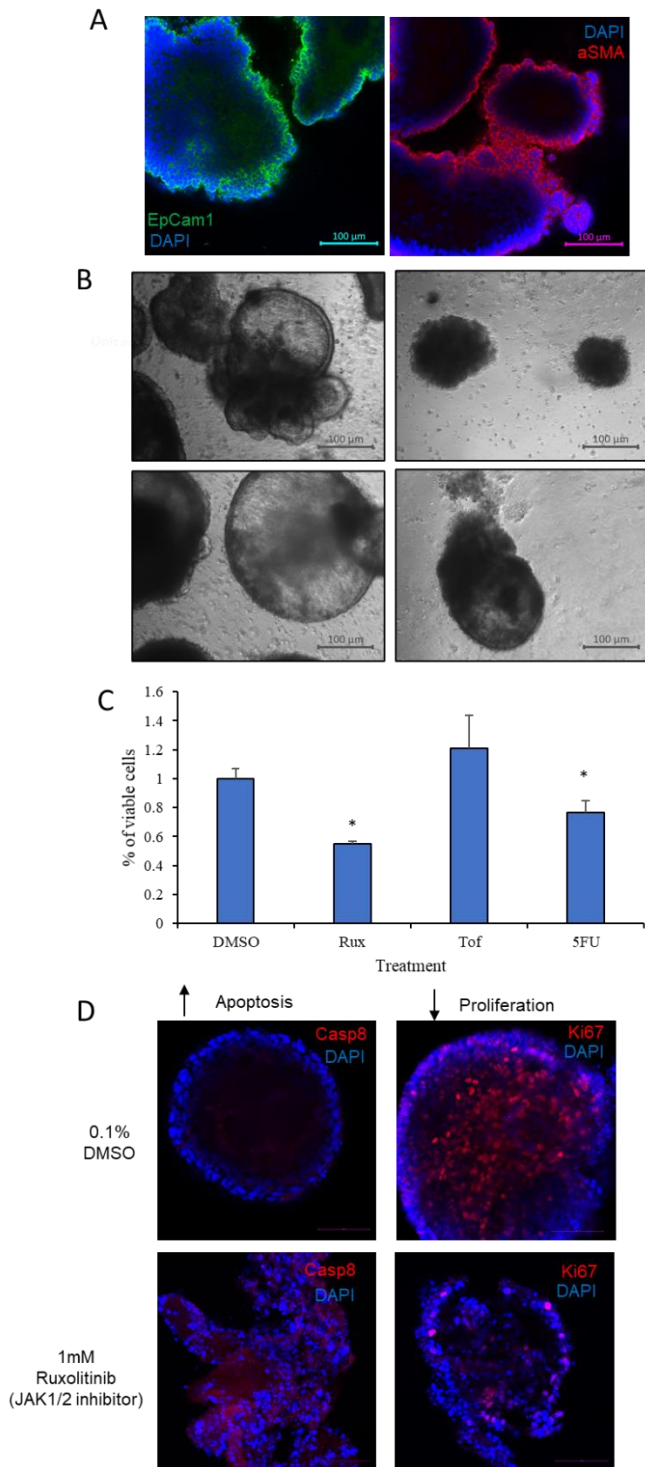 A
DAPI
aSMA
EpCam1
DAPI
100 µm
100 µm
B
100 µm
100 µm
100 µm
100 µm
C
% of viable cells
1.6
1.4
1.2
1
0.8
0.6
0.4
0.2
0
*
*
DMSO Rux Tof 5FU
Treatment
D
↑ Apoptosis
↓ Proliferation
Casp8
DAPI
Ki67
DAPI
0.1%
DMSO
Casp8
DAPI
Ki67
DAPI
1mM
Ruxolitinib
(JAK1/2 inhibitor)